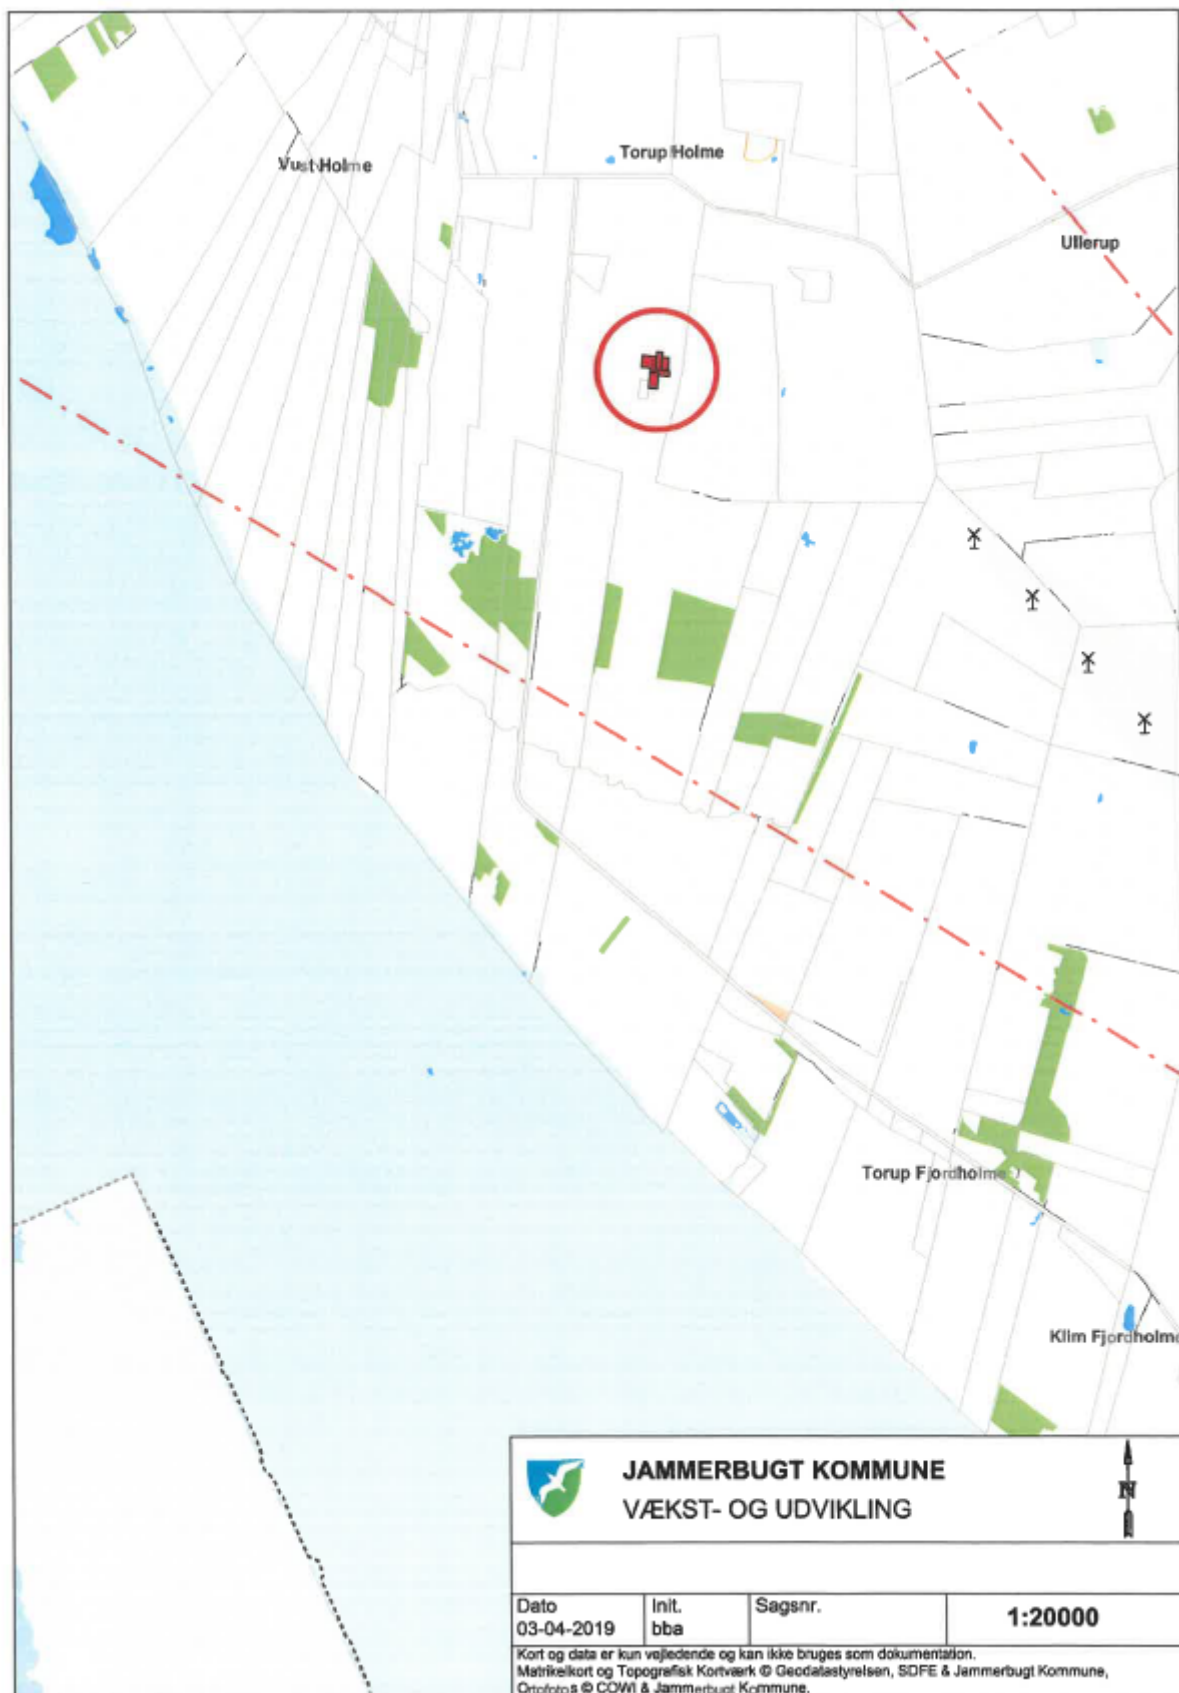 Vust Holme
Torup Holme
Ullerup
Torup Fjordholme
Klim Fjordholme
JAMMERBUGT KOMMUNE
VÆKST- OG UDVIKLING
N
Dato
03-04-2019
Init.
bba
Sagsnr.
1:20000
Kort og data er kun vejledende og kan ikke bruges som dokumentation.
Matrikelkort og Topografisk Kortværk © Geodatastyrelsen, SDFE & Jammerbugt Kommune,
Ortofotos © COWI & Jammerbugt Kommune.